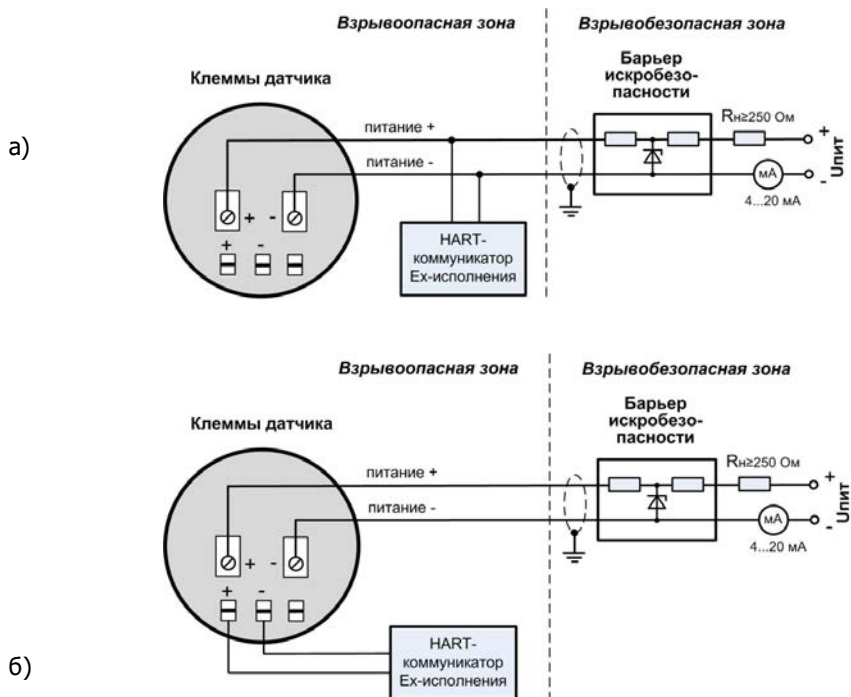 Взрывоопасная зона
Взрывобезопасная зона
Барьер
искробезо-
пасности
Клеммы датчика
Rн≥250 Ом
питание +
+
а)
питание -
Uпит
-
мА
4...20 мА
+ -
+ -
HART-
коммуникатор
Ex-исполнения
Взрывоопасная зона
Взрывобезопасная зона
Барьер
искробезо-
пасности
Клеммы датчика
Rн≥250 Ом
питание +
+
питание -
Uпит
-
мА
4...20 мА
+ -
+ -
HART-
коммуникатор
Ex-исполнения
б)